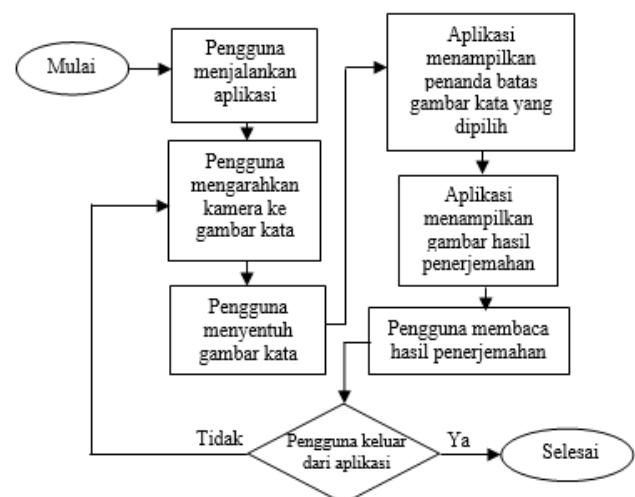 Mulai
Pengguna
menjalankan
aplikasi
Pengguna
mengarahkan
kamera ke
gambar kata
Pengguna
menyentuh
gambar kata
Aplikasi
menampilkan
penanda batas
gambar kata yang
dipilih
Aplikasi
menampilkan
gambar hasil
penerjemahan
Pengguna membaca
hasil penerjemahan
Pengguna keluar
dari aplikasi
Tidak
Ya
Selesai